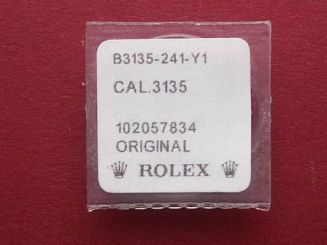 B3135-241-Y1
CAL.3135
102057834
ORIGINAL
ROLEX